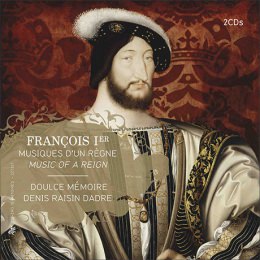 2CDs
FRANÇOIS IER
MUSIQUES D'UN RÈGNE
MUSIC OF A REIGN
DOULCE MÉMOIRE
DENIS RAISIN DADRE